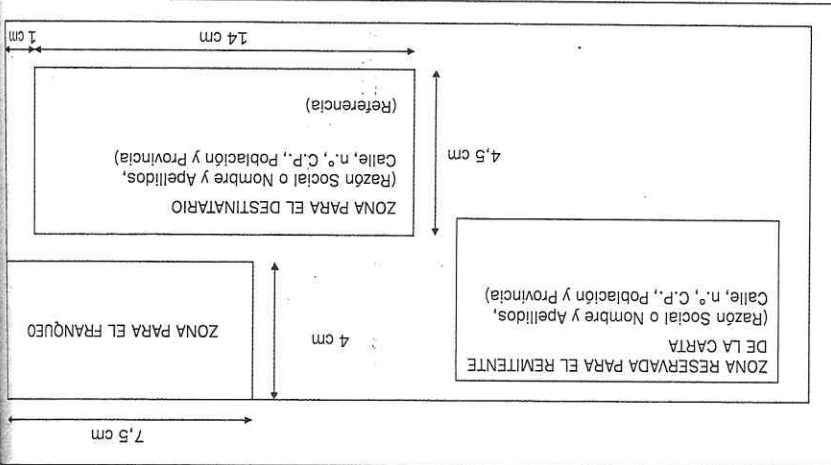 7,5 cm
ZONA RESERVADA PARA EL REMITENTE
DE LA CARTA
(Razón Social o Nombre y Apellidos,
Calle, n.º, C.P., Población y Provincia)
4 cm
ZONA PARA EL FRANQUEO
4,5 cm
ZONA PARA EL DESTINATARIO
(Razón Social o Nombre y Apellidos,
Calle, n.º, C.P., Población y Provincia)
(Referencia)
14 cm
1 cm